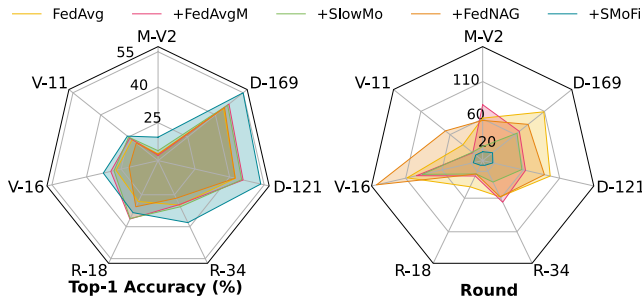 FedAvg +FedAvgM +SlowMo +FedNAG +SMoFi
M-V2 M-V2
55
V-11 D-169 V-11 110 D-169
40
60
25
20
V-16 D-121 V-16 D-121
R-18 R-34 R-18 R-34
Top-1 Accuracy (%) Round